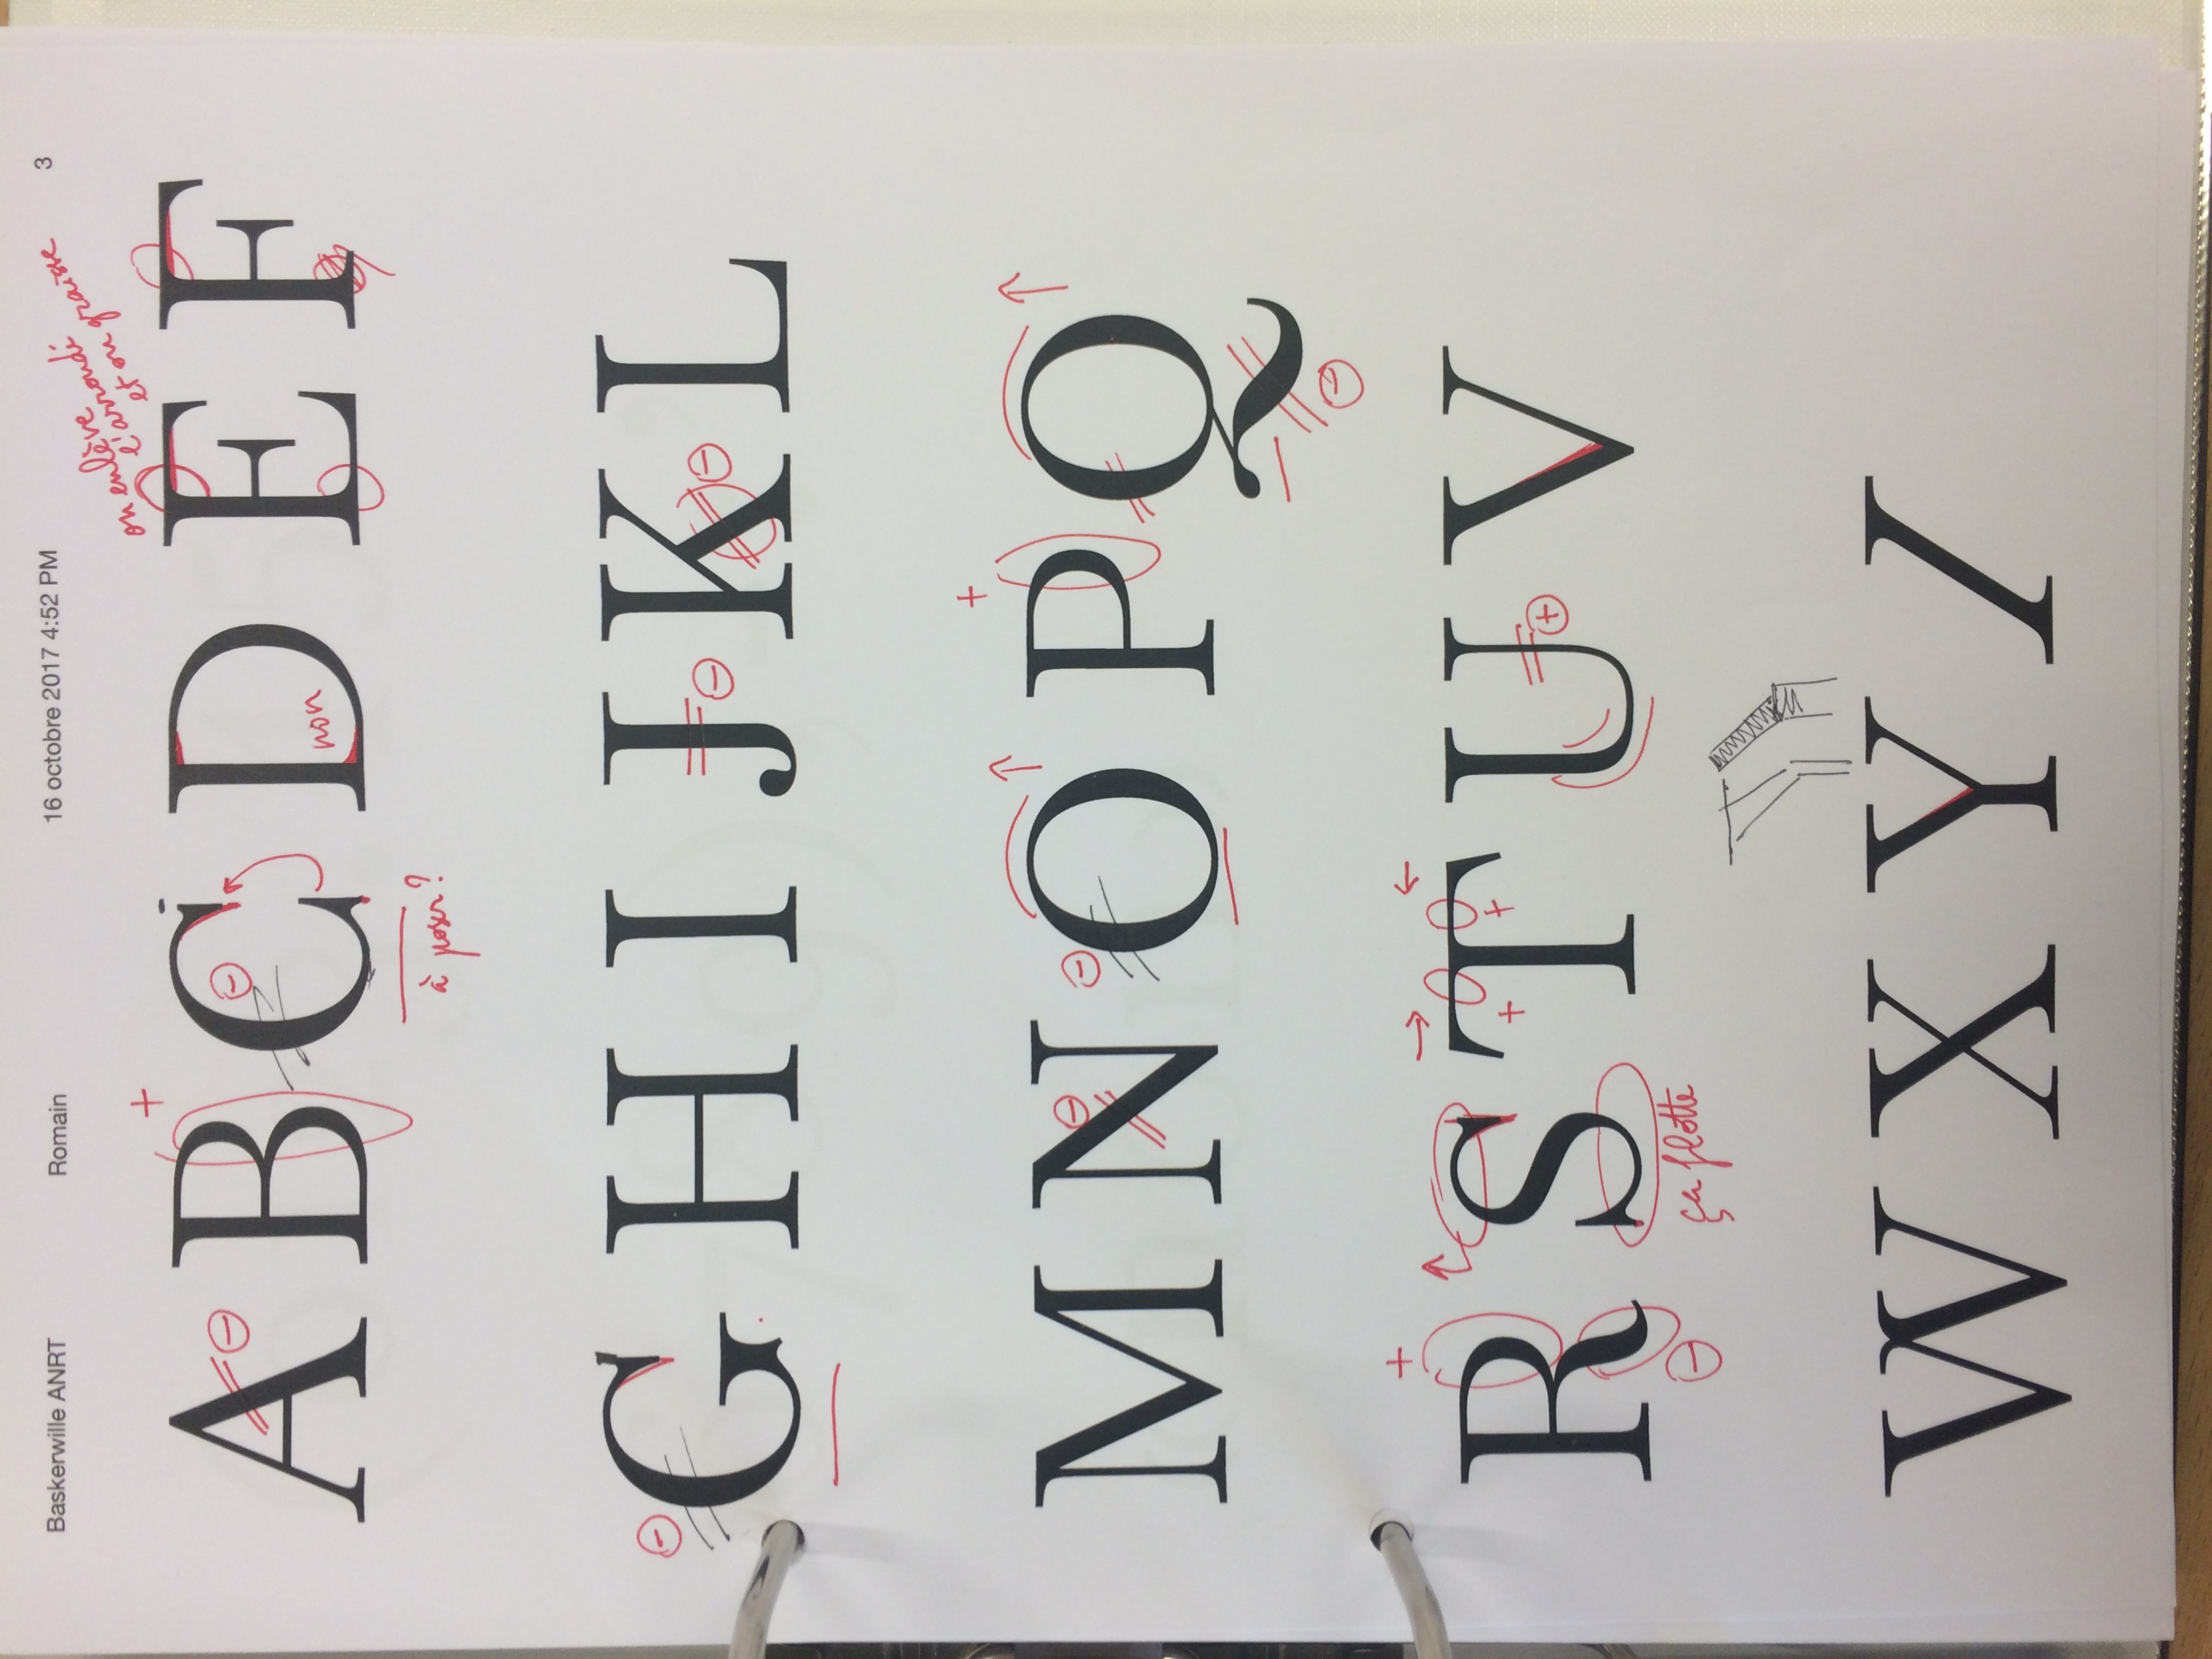 Baskerwille ANRT Romain 16 octobre 2017 4:52 PM 3
on enlève
l'arrondi
et on graisse
+
A B C D E F
⊖ ⊖
non
à poser ?
G H I J K L
⊖ ⊖ ⊖
+
M N O P Q
⊖ ⊖
⊖
+
R S T U V
+ +
⊕
⊖
ça flotte
W X Y Z